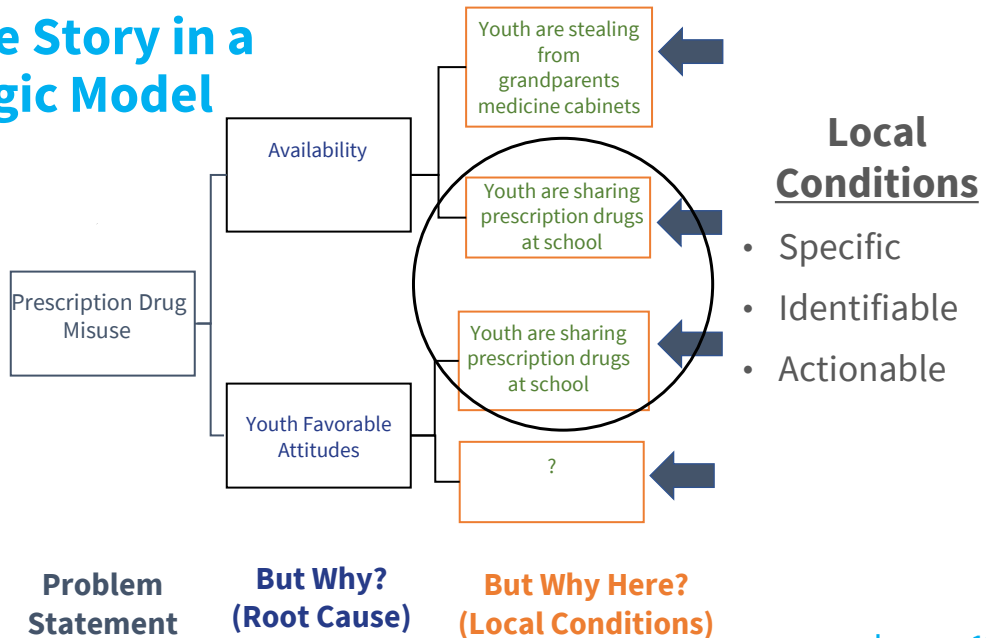 e Story in a
gic Model
Youth are stealing
from
grandparents
medicine cabinets
Availability
Youth are sharing
prescription drugs
at school
Prescription Drug
Misuse
Youth are sharing
prescription drugs
at school
Youth Favorable
Attitudes
?
Local
Conditions
• Specific
• Identifiable
• Actionable
Problem
Statement
But Why?
(Root Cause)
But Why Here?
(Local Conditions)